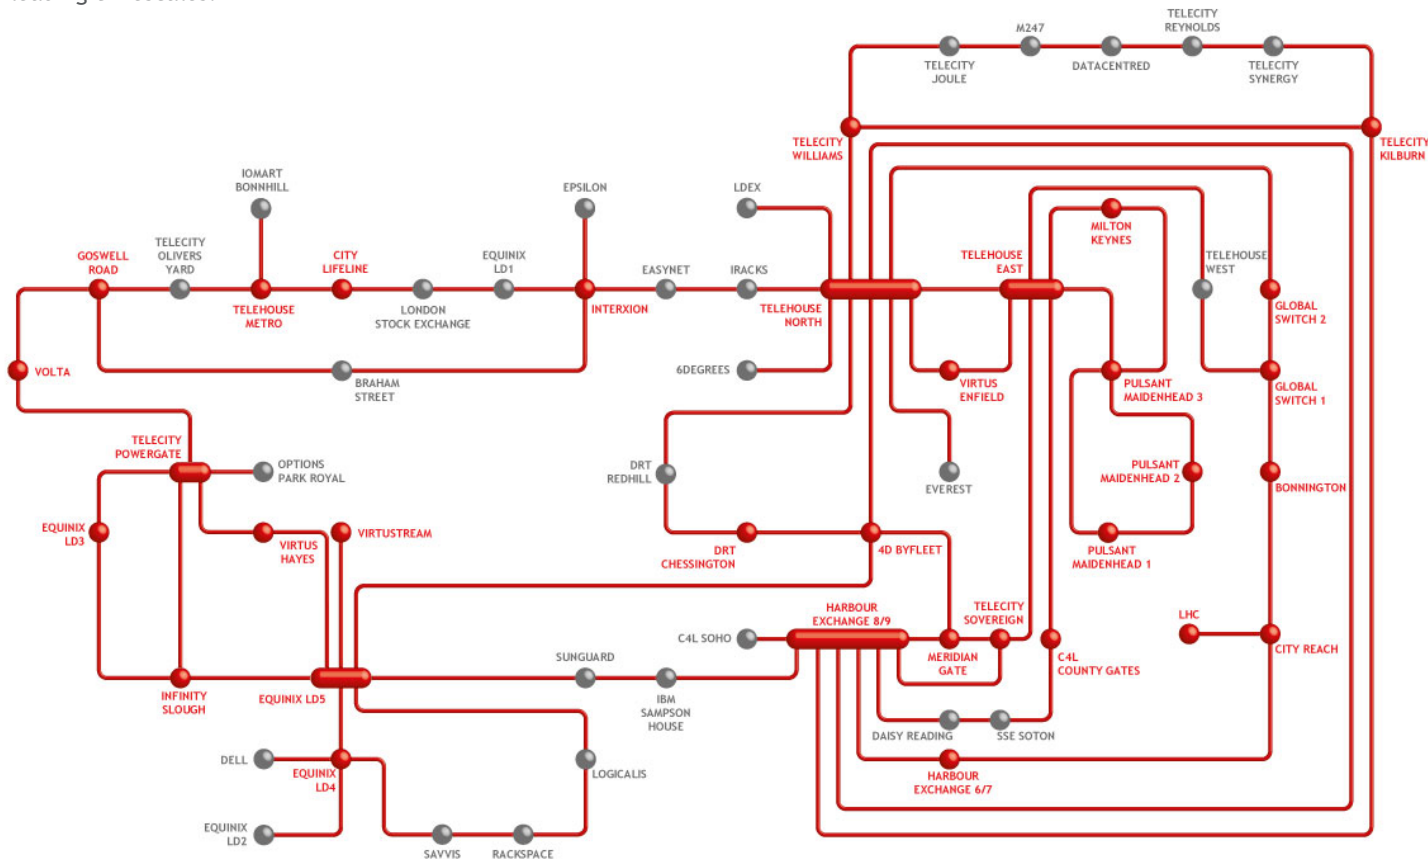 TELECITY
REYNOLDS
M247
TELECITY
JOULE
DATACENTRED
TELECITY
SYNERGY
TELECITY
WILLIAMS
TELECITY
KILBURN
IOMART
BONNHILL
EPSILON
LDEX
MILTON
KEYNES
GOSWELL
ROAD
TELECITY
OLIVERS
YARD
CITY
LIFELINE
EQUINIX
LD1
EASYNET
IRACKS
TELEHOUSE
EAST
TELEHOUSE
WEST
TELEHOUSE
METRO
LONDON
STOCK EXCHANGE
INTERXION
TELEHOUSE
NORTH
GLOBAL
SWITCH 2
VOLTA
BRAHAM
STREET
6DEGREES
VIRTUS
ENFIELD
PULSANT
MAIDENHEAD 3
GLOBAL
SWITCH 1
TELECITY
POWERGATE
OPTIONS
PARK ROYAL
DRT
REDHILL
EVEREST
PULSANT
MAIDENHEAD 2
BONNINGTON
EQUINIX
LD3
VIRTUS
HAYES
VIRTUSTREAM
DRT
CHESSINGTON
4D BYFLEET
PULSANT
MAIDENHEAD 1
HARBOUR
EXCHANGE 8/9
TELECITY
SOVEREIGN
LHC
C4L SOHO
MERIDIAN
GATE
C4L
COUNTY GATES
CITY REACH
INFINITY
SLOUGH
EQUINIX LD5
SUNGUARD
IBM
SAMPSON
HOUSE
DAISY READING
SSE SOTON
DELL
EQUINIX
LD4
LOGICALIS
HARBOUR
EXCHANGE 6/7
EQUINIX
LD2
SAVVIS
RACKSPACE